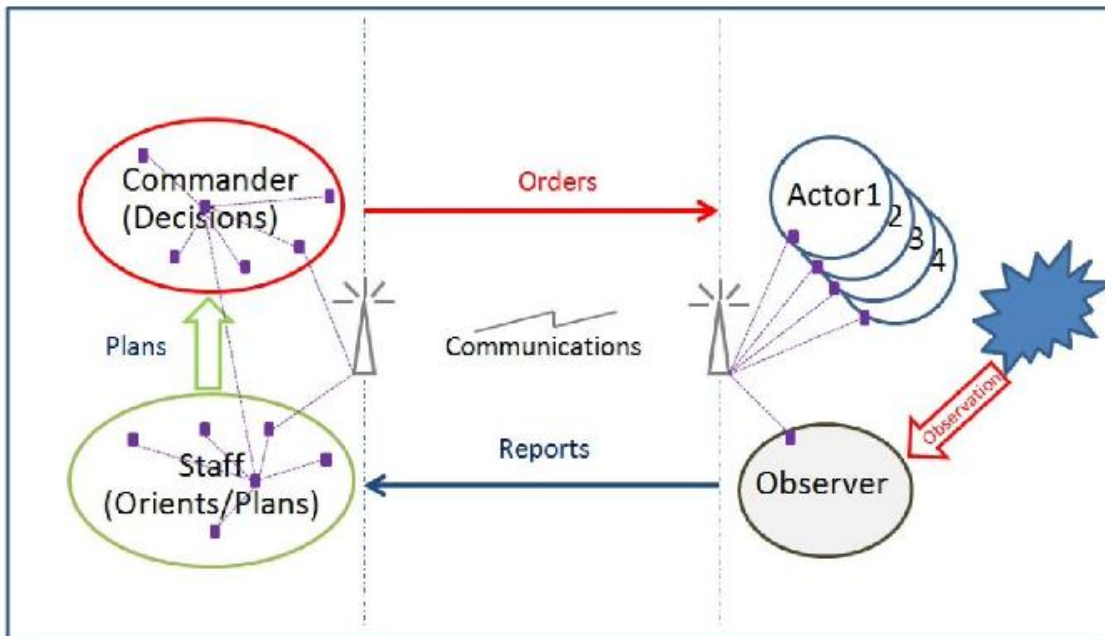 Commander
(Decisions)
Orders
Actor1
2
3
4
Plans
Communications
Observation
Staff
(Orients/Plans)
Reports
Observer